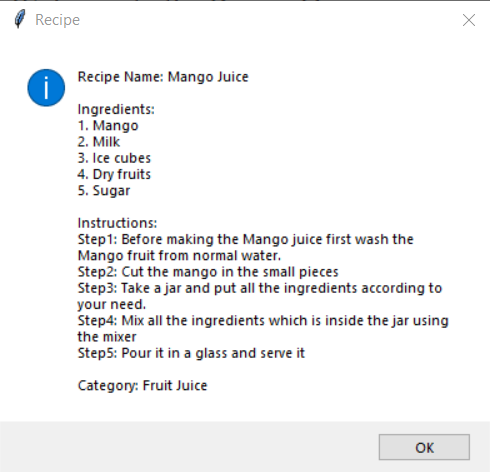 Recipe
Recipe Name: Mango Juice
Ingredients:
1. Mango
2. Milk
3. Ice cubes
4. Dry fruits
5. Sugar
Instructions:
Step1: Before making the Mango juice first wash the
Mango fruit from normal water.
Step2: Cut the mango in the small pieces
Step3: Take a jar and put all the ingredients according to
your need.
Step4: Mix all the ingredients which is inside the jar using
the mixer
Step5: Pour it in a glass and serve it
Category: Fruit Juice
OK